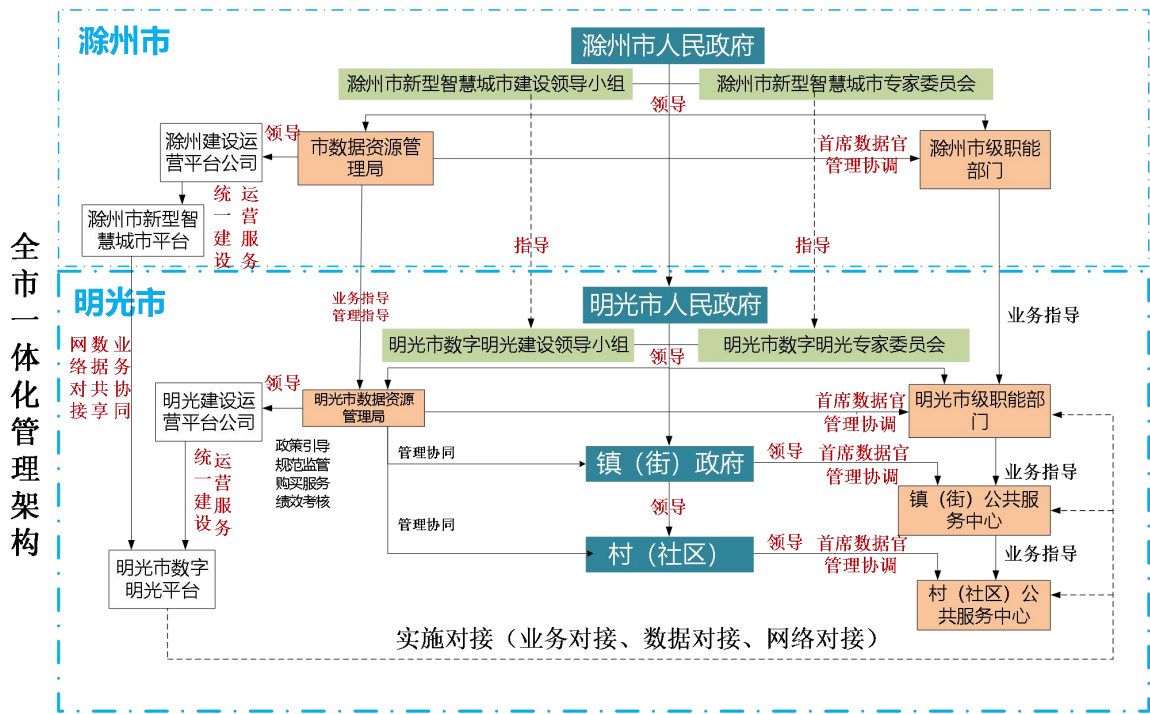 全市一体化管理架构
滁州市
滁州市人民政府
滁州市新型智慧城市建设领导小组
滁州市新型智慧城市专家委员会
领导
滁州建设运
营平台公司
领导
市数据资源管
理局
首席数据官
管理协调
滁州市级职能
部门
统一建设
运营服务
滁州市新型智
慧城市平台
指导
指导
明光市
业务指导
管理指导
明光市人民政府
业务指导
网络对接
数据共享
业务协同
明光市数字明光建设领导小组
明光市数字明光专家委员会
领导
明光建设运
营平台公司
领导
明光市数据资源
管理局
首席数据官
管理协调
明光市级职能部
门
政策引导
规范监管
购买服务
绩效考核
统一建设
运营服务
管理协同
镇（街）政府
领导
首席数据官
管理协调
业务指导
镇（街）公共服
务中心
领导
管理协同
村（社区）
领导
首席数据官
管理协调
业务指导
村（社区）公
共服务中心
明光市数字
明光平台
实施对接（业务对接、数据对接、网络对接）